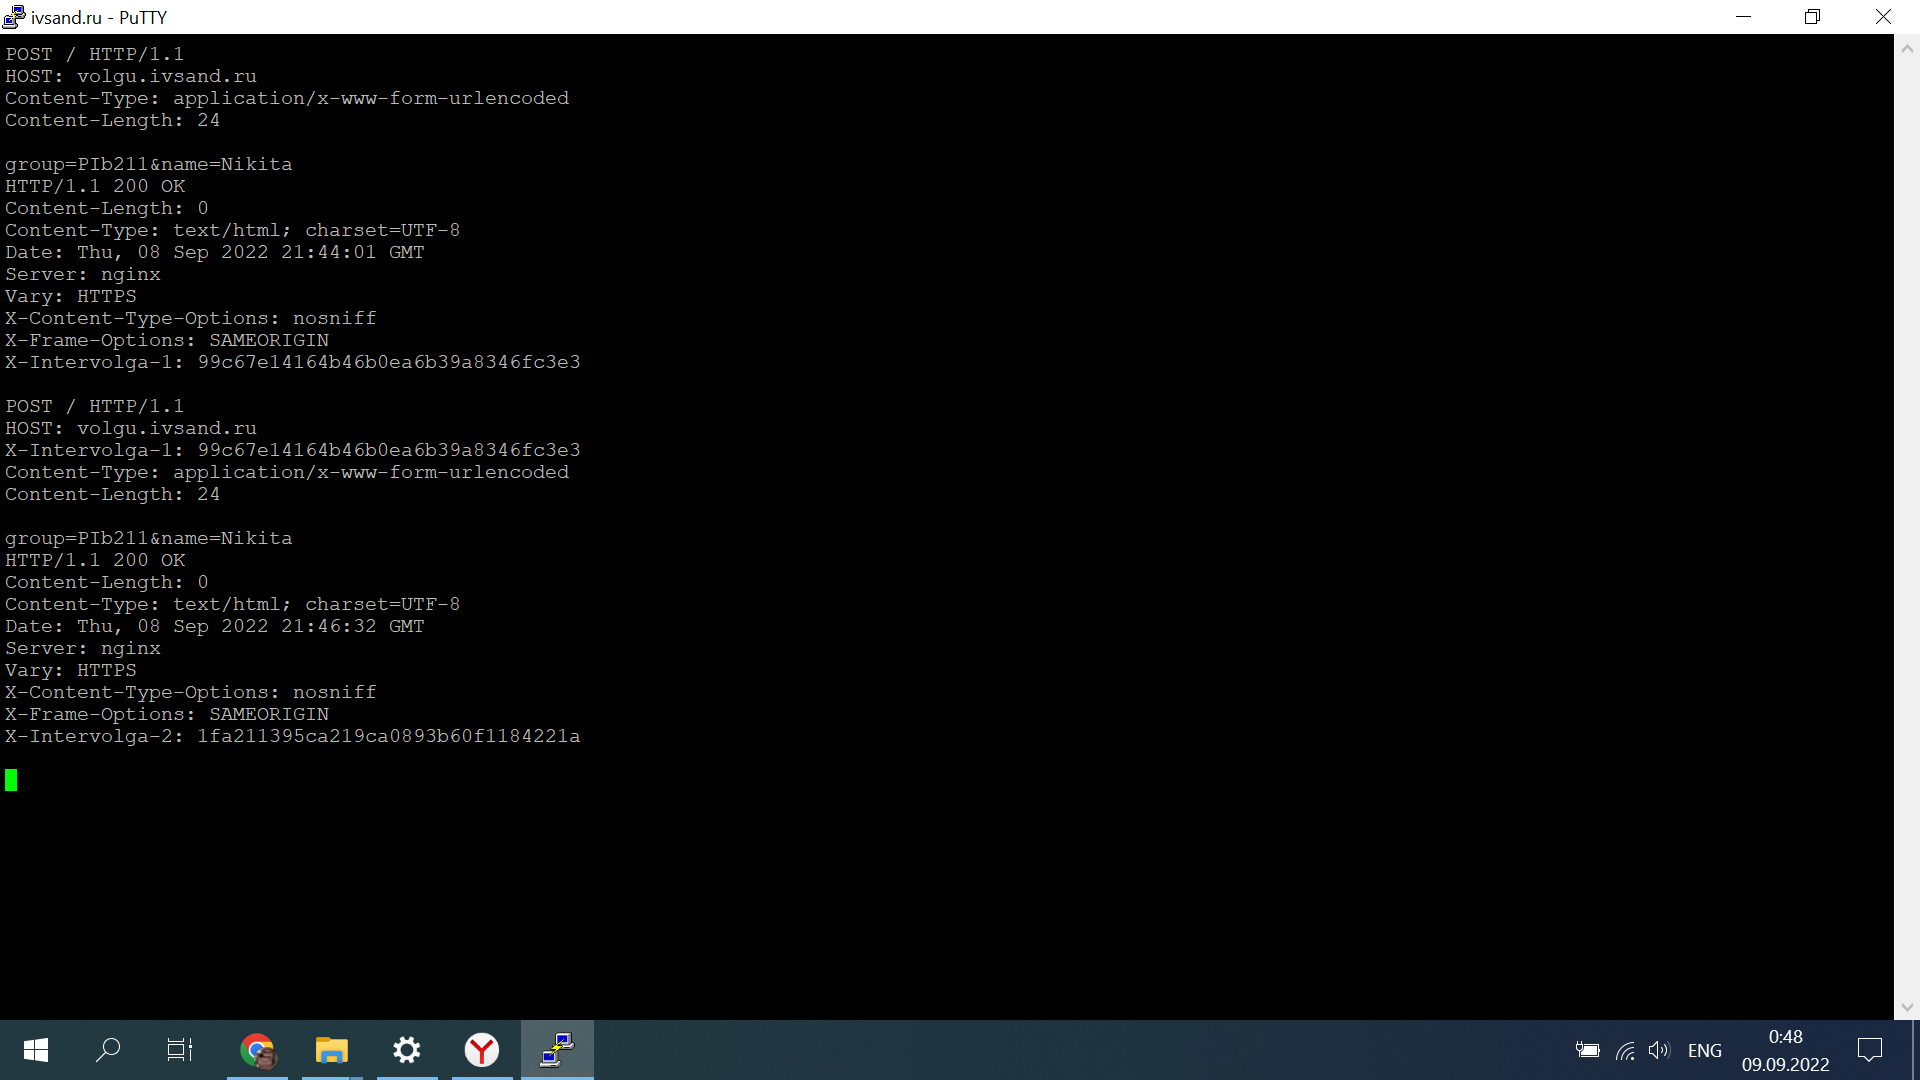 ivsand.ru - PuTTY
POST / HTTP/1.1
HOST: volgu.ivsand.ru
Content-Type: application/x-www-form-urlencoded
Content-Length: 24
group=PIb211&name=Nikita
HTTP/1.1 200 OK
Content-Length: 0
Content-Type: text/html; charset=UTF-8
Date: Thu, 08 Sep 2022 21:44:01 GMT
Server: nginx
Vary: HTTPS
X-Content-Type-Options: nosniff
X-Frame-Options: SAMEORIGIN
X-Intervolga-1: 99c67e14164b46b0ea6b39a8346fc3e3
POST / HTTP/1.1
HOST: volgu.ivsand.ru
X-Intervolga-1: 99c67e14164b46b0ea6b39a8346fc3e3
Content-Type: application/x-www-form-urlencoded
Content-Length: 24
group=PIb211&name=Nikita
HTTP/1.1 200 OK
Content-Length: 0
Content-Type: text/html; charset=UTF-8
Date: Thu, 08 Sep 2022 21:46:32 GMT
Server: nginx
Vary: HTTPS
X-Content-Type-Options: nosniff
X-Frame-Options: SAMEORIGIN
X-Intervolga-2: 1fa211395ca219ca0893b60f1184221a
ENG
0:48
09.09.2022